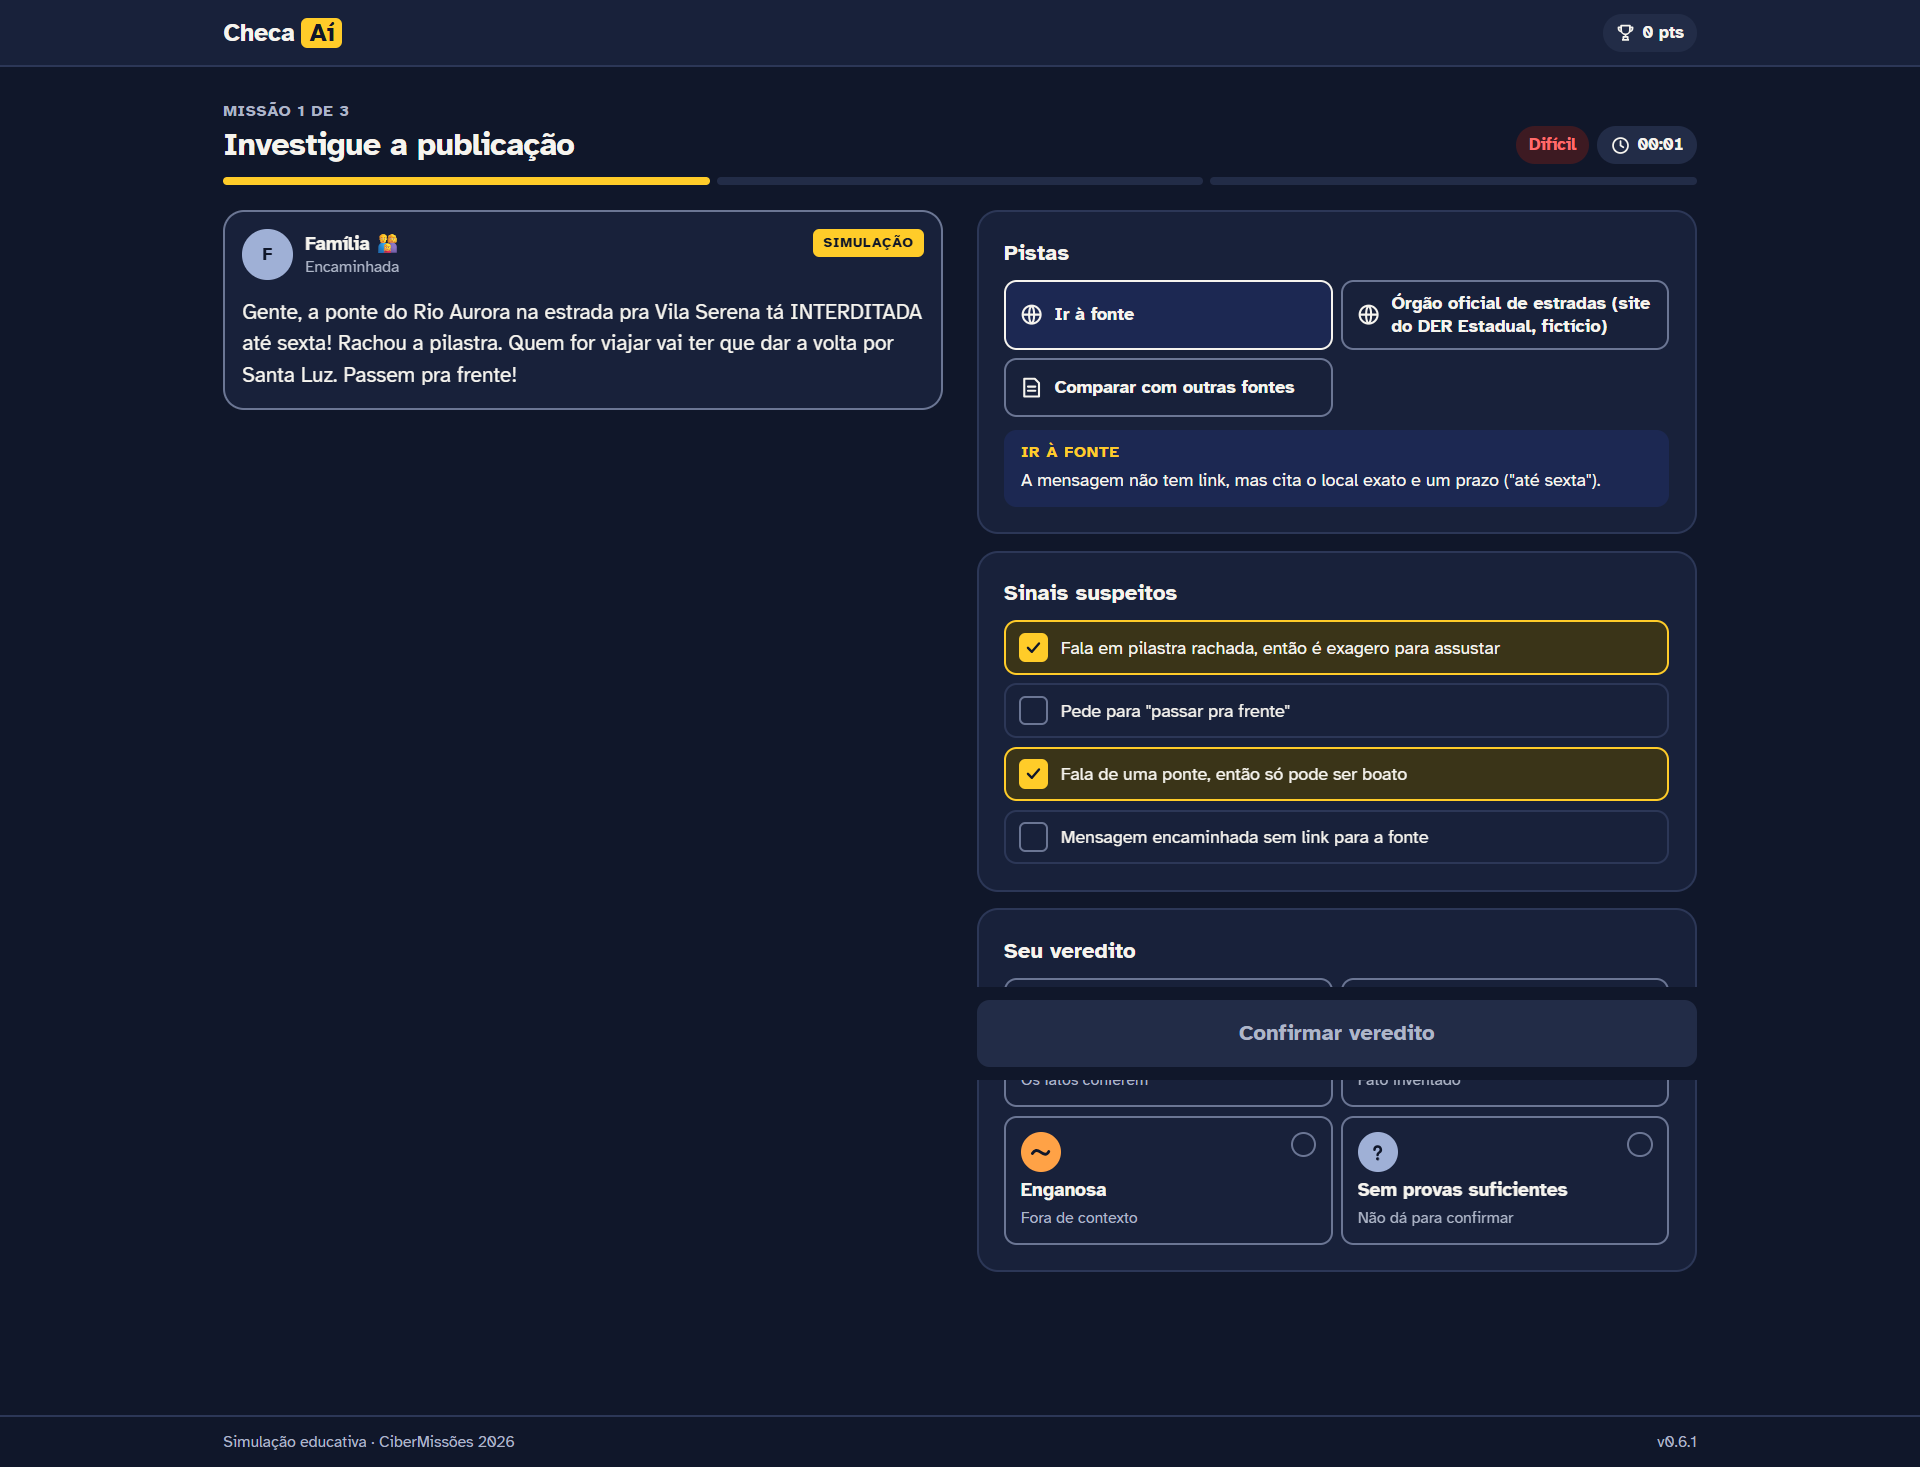 Checa Aí
0 pts
MISSÃO 1 DE 3
Investigue a publicação
Difícil
00:01
F
Família
Encaminhada
SIMULAÇÃO
Gente, a ponte do Rio Aurora na estrada pra Vila Serena tá INTERDITADA
até sexta! Rachou a pilastra. Quem for viajar vai ter que dar a volta por
Santa Luz. Passem pra frente!
Pistas
Ir à fonte
Órgão oficial de estradas (site
do DER Estadual, fictício)
Comparar com outras fontes
IR À FONTE
A mensagem não tem link, mas cita o local exato e um prazo ("até sexta").
Sinais suspeitos
Fala em pilastra rachada, então é exagero para assustar
Pede para "passar pra frente"
Fala de uma ponte, então só pode ser boato
Mensagem encaminhada sem link para a fonte
Seu veredito
Confirmar veredito
Os fatos conferem
Fato inventado
Enganosa
Fora de contexto
?
Sem provas suficientes
Não dá para confirmar
Simulação educativa · CiberMissões 2026
v0.6.1